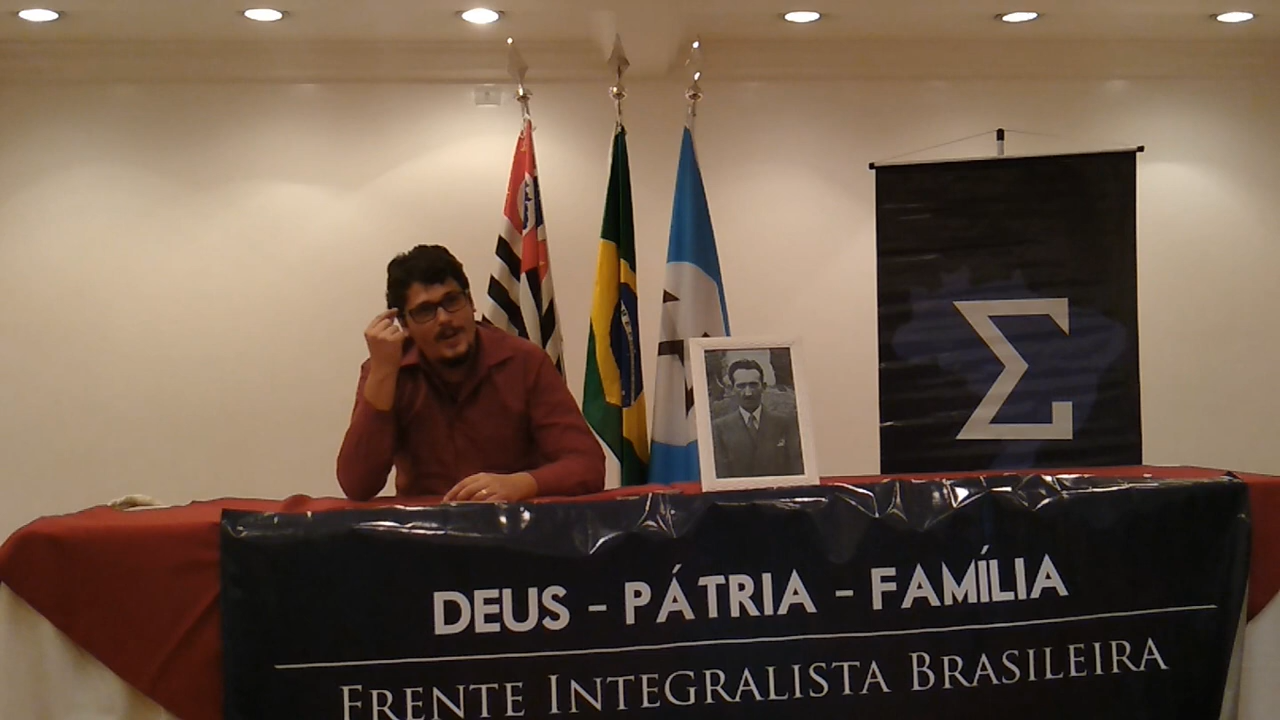 Σ
DEUS - PÁTRIA - FAMÍLIA
FRENTE INTEGRALISTA BRASILEIRA